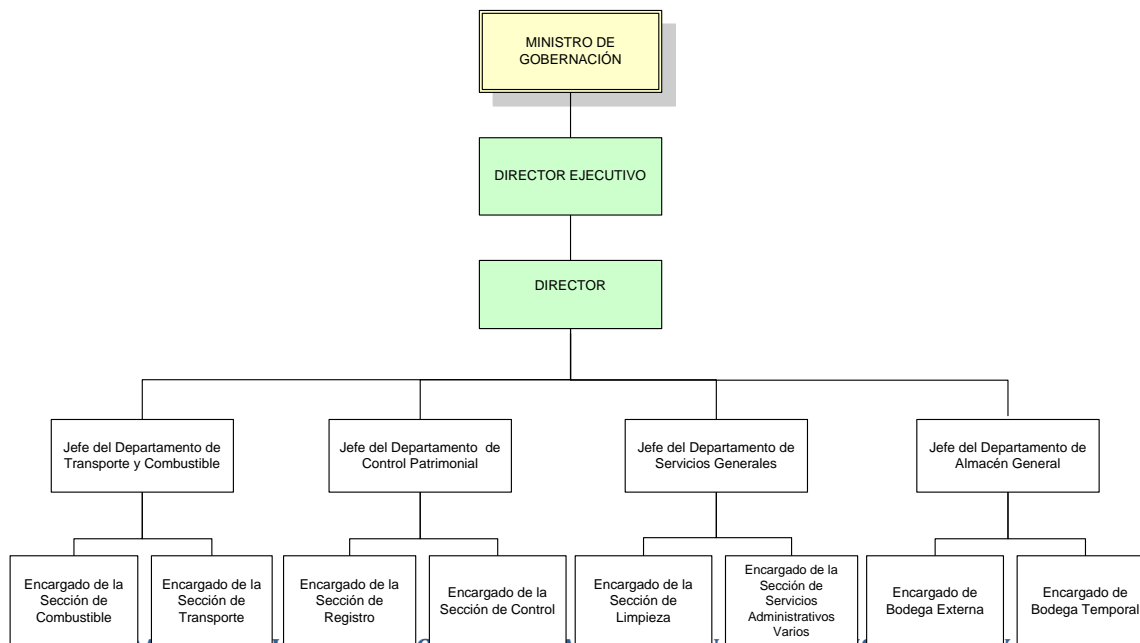 MINISTRO DE
GOBERNACIÓN
DIRECTOR EJECUTIVO
DIRECTOR
Jefe del Departamento de
Transporte y Combustible
Jefe del Departamento de
Control Patrimonial
Jefe del Departamento de
Servicios Generales
Jefe del Departamento de
Almacén General
Encargado de la
Sección de
Combustible
Encargado de la
Sección de
Transporte
Encargado de la
Sección de
Registro
Encargado de la
Sección de Control
Encargado de la
Sección de
Limpieza
Encargado de la
Sección de
Servicios
Administrativos
Varios
Encargado de
Bodega Externa
Encargado de
Bodega Temporal